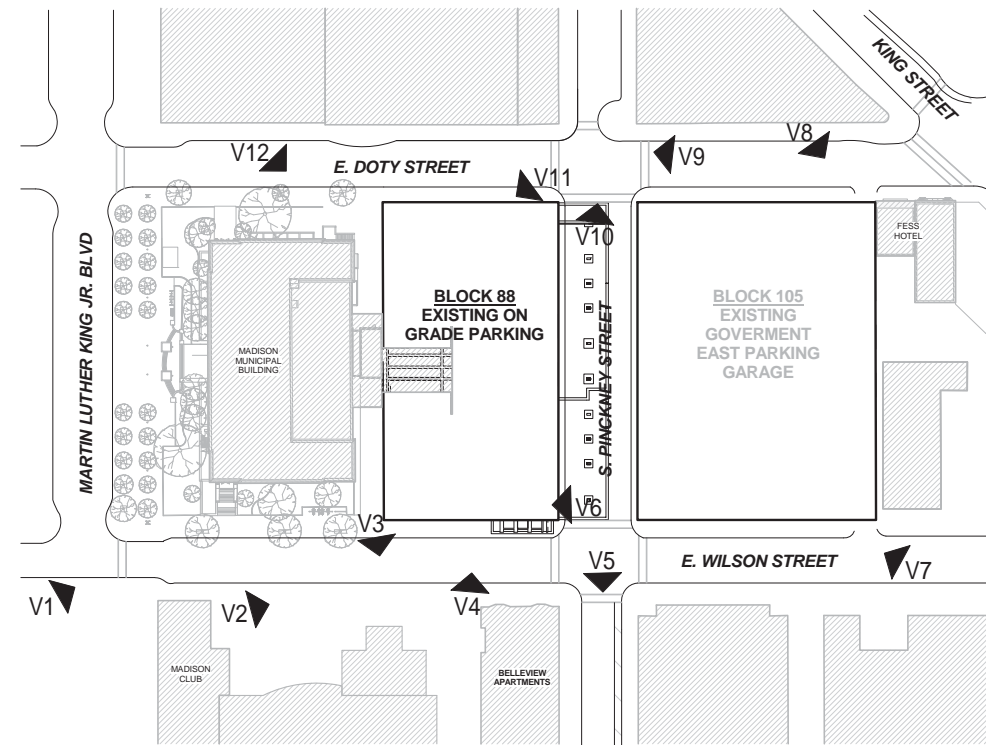 KING STREET
V8
V12
V9
E. DOTY STREET
V11
V10
FESS
HOTEL
MARTIN LUTHER KING JR. BLVD
BLOCK 88
EXISTING ON
GRADE PARKING
BLOCK 105
EXISTING
GOVERMENT
EAST PARKING
GARAGE
MADISON
MUNICIPAL
BUILDING
S. PINCKNEY STREET
V6
V3
V5
E. WILSON STREET
V7
V1
V2
V4
MADISON
CLUB
BELLEVIEW
APARTMENTS